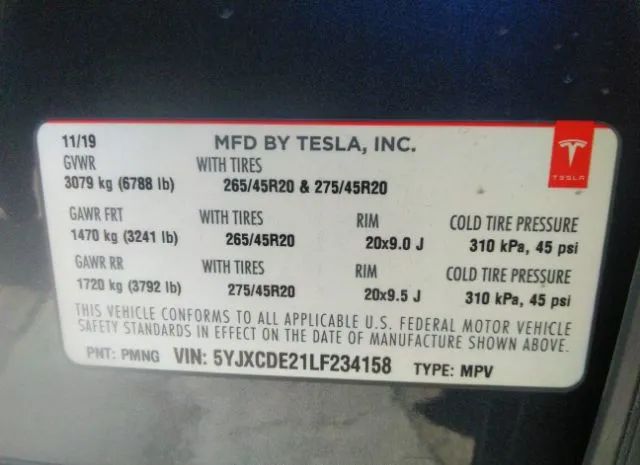 11/19 MFD BY TESLA, INC.
TESLA
GVWR WITH TIRES
3079 kg (6788 lb) 265/45R20 & 275/45R20
GAWR FRT WITH TIRES RIM COLD TIRE PRESSURE
1470 kg (3241 lb) 265/45R20 20x9.0 J 310 kPa, 45 psi
GAWR RR WITH TIRES RIM COLD TIRE PRESSURE
1720 kg (3792 lb) 275/45R20 20x9.5 J 310 kPa, 45 psi
THIS VEHICLE CONFORMS TO ALL APPLICABLE U.S. FEDERAL MOTOR VEHICLE
SAFETY STANDARDS IN EFFECT ON THE DATE OF MANUFACTURE SHOWN ABOVE.
PNT: PMNG VIN: 5YJXCDE21LF234158 TYPE: MPV